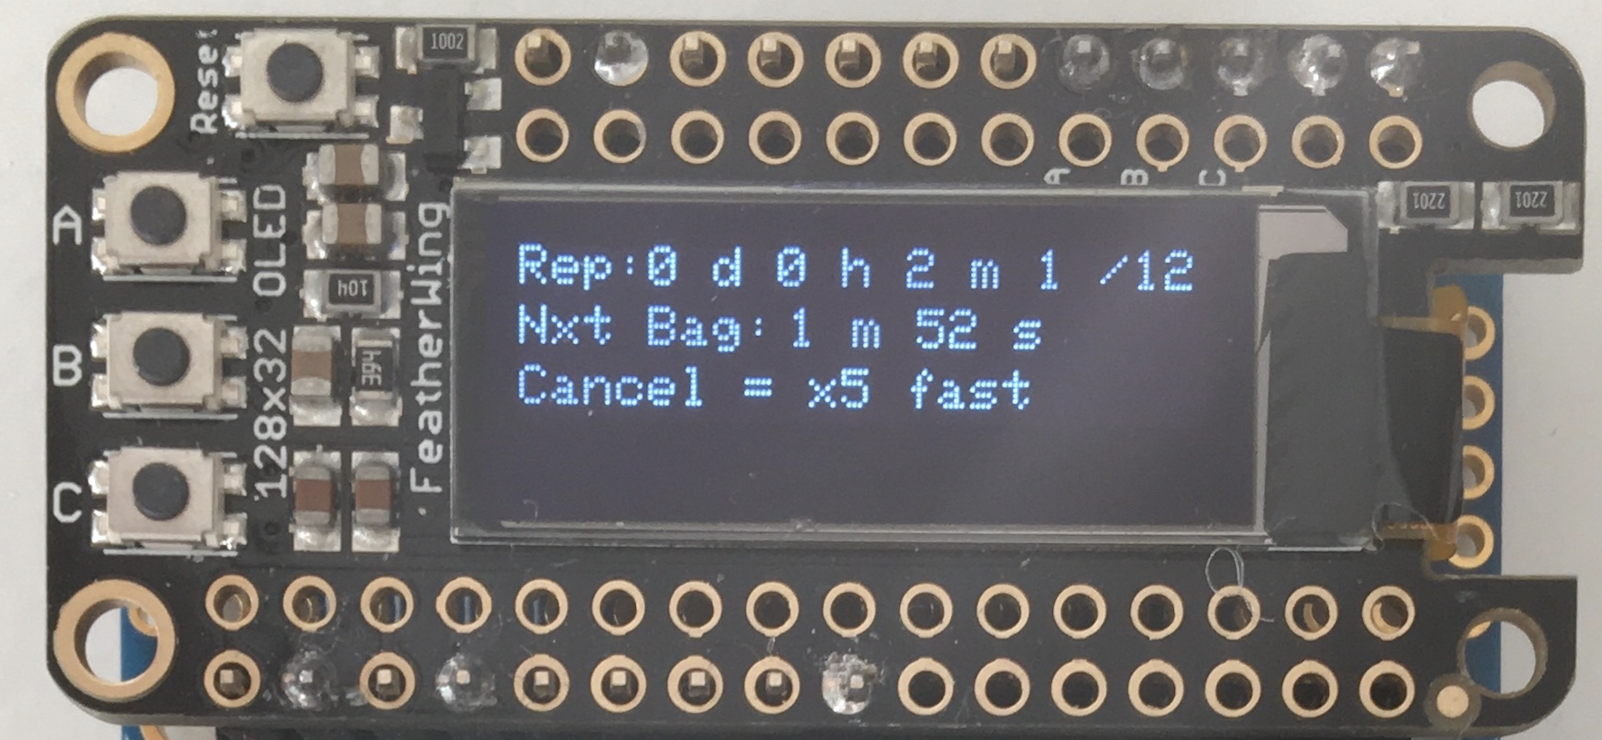 Reset
1002
A
B
C
OLED
128x32
FeatherWing
104
394
A
B
C
2201
2201
Rep:0 d 0 h 2 m 1 /12
Nxt Bag:1 m 52 s
Cancel = x5 fast